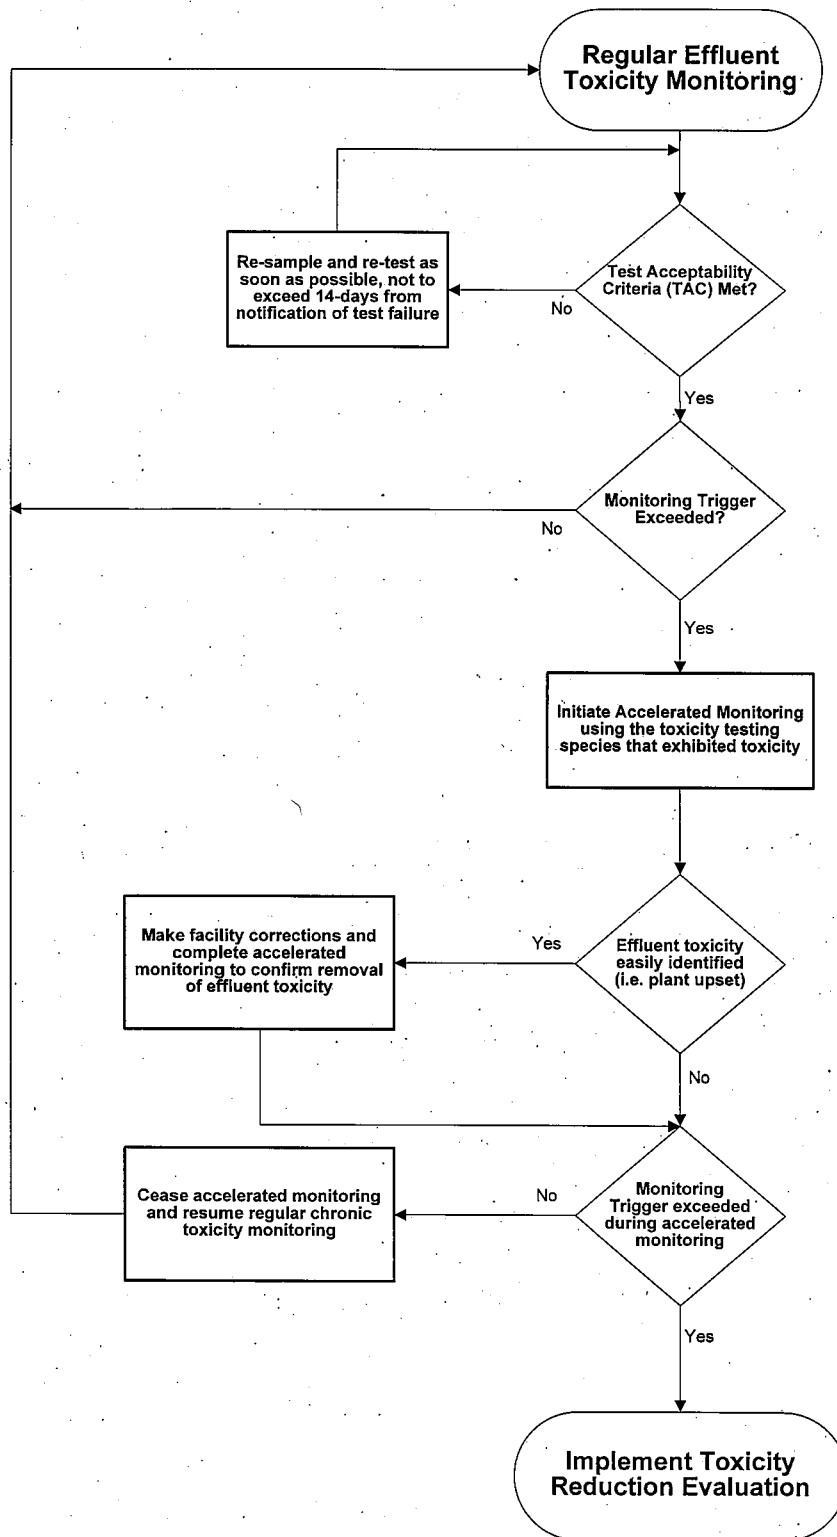 Regular Effluent
Toxicity Monitoring
Re-sample and re-test as
soon as possible, not to
exceed 14-days from
notification of test failure
Test Acceptability
Criteria (TAC) Met?
No
Yes
Monitoring Trigger
Exceeded?
No
Yes
Initiate Accelerated Monitoring
using the toxicity testing
species that exhibited toxicity
Make facility corrections and
complete accelerated
monitoring to confirm removal
of effluent toxicity
Yes
Effluent toxicity
easily identified
(i.e. plant upset)
No
Cease accelerated monitoring
and resume regular chronic
toxicity monitoring
No
Monitoring
Trigger exceeded
during accelerated
monitoring
Yes
Implement Toxicity
Reduction Evaluation